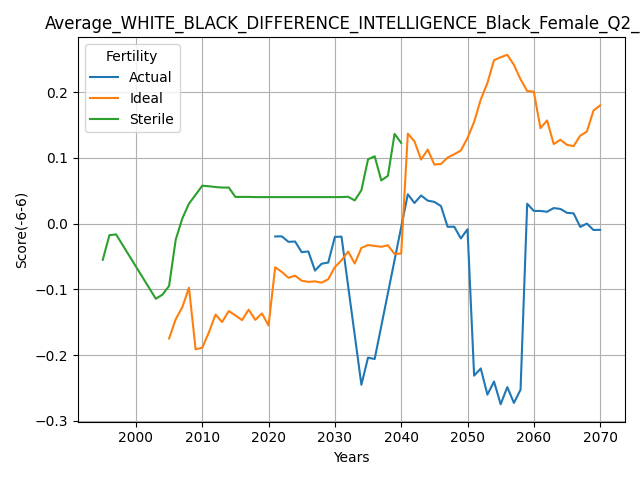 Average_WHITE_BLACK_DIFFERENCE_INTELLIGENCE_Black_Female_Q2_
Fertility
Actual
Ideal
Sterile
Score(-6-6)
0.2
0.1
0.0
−0.1
−0.2
−0.3
2000 2010 2020 2030 2040 2050 2060 2070
Years